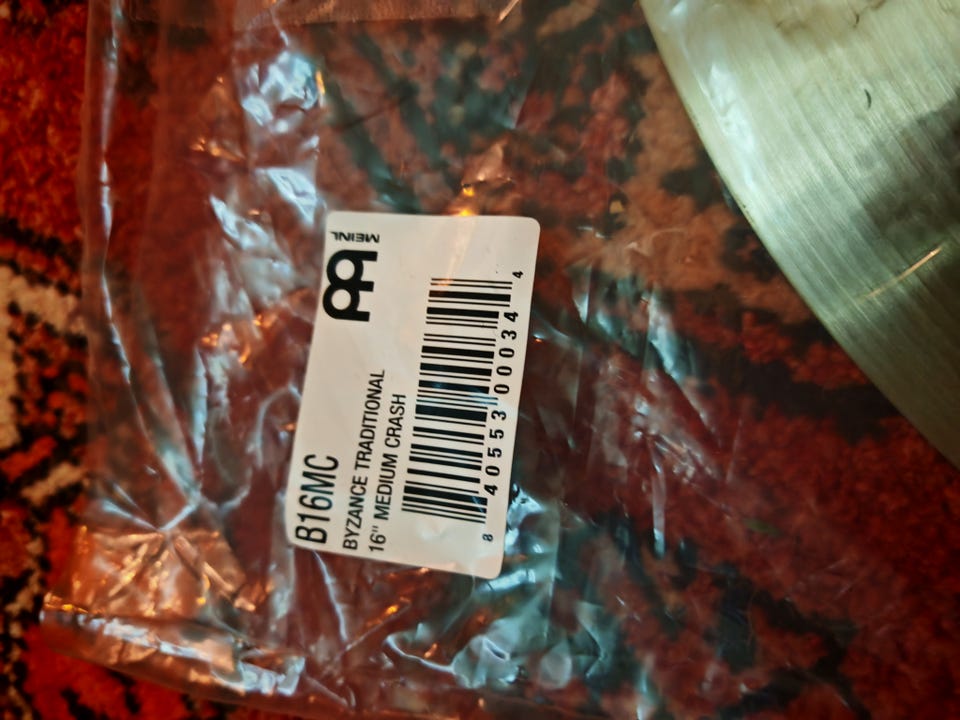 MEINL
B16MC
BYZANCE TRADITIONAL
16" MEDIUM CRASH
8 40553 00034 4